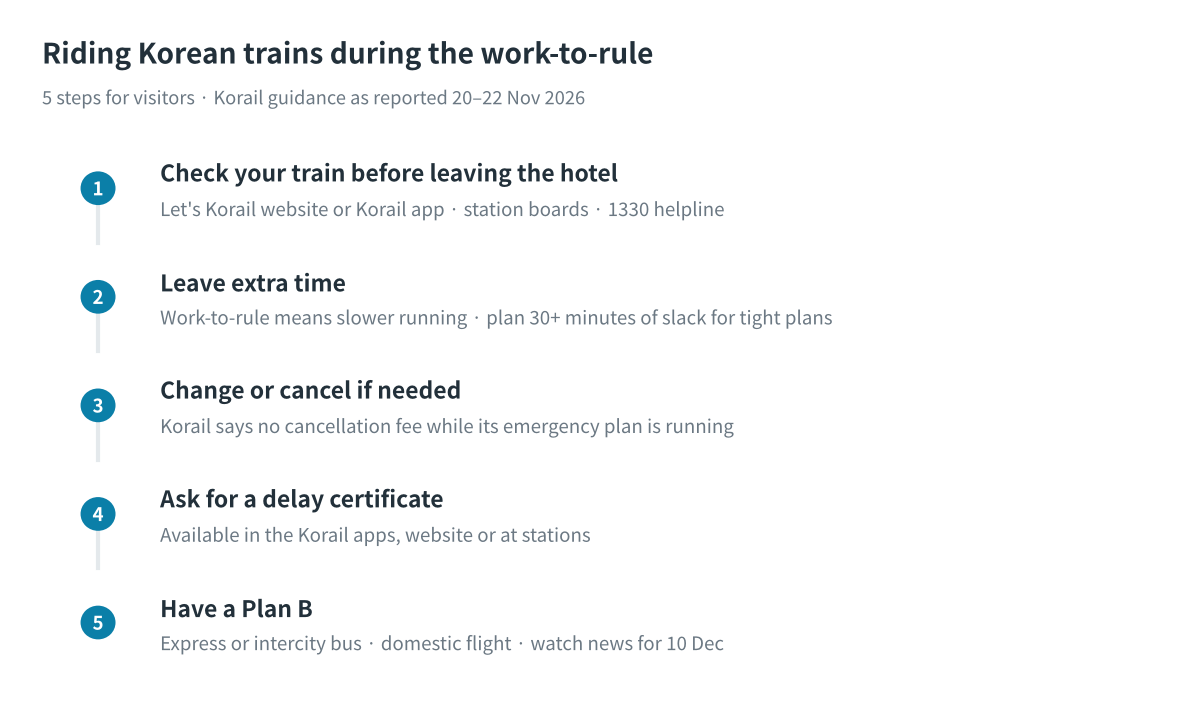 Riding Korean trains during the work-to-rule
5 steps for visitors · Korail guidance as reported 20–22 Nov 2026
1
Check your train before leaving the hotel
Let's Korail website or Korail app · station boards · 1330 helpline
2
Leave extra time
Work-to-rule means slower running · plan 30+ minutes of slack for tight plans
3
Change or cancel if needed
Korail says no cancellation fee while its emergency plan is running
4
Ask for a delay certificate
Available in the Korail apps, website or at stations
5
Have a Plan B
Express or intercity bus · domestic flight · watch news for 10 Dec